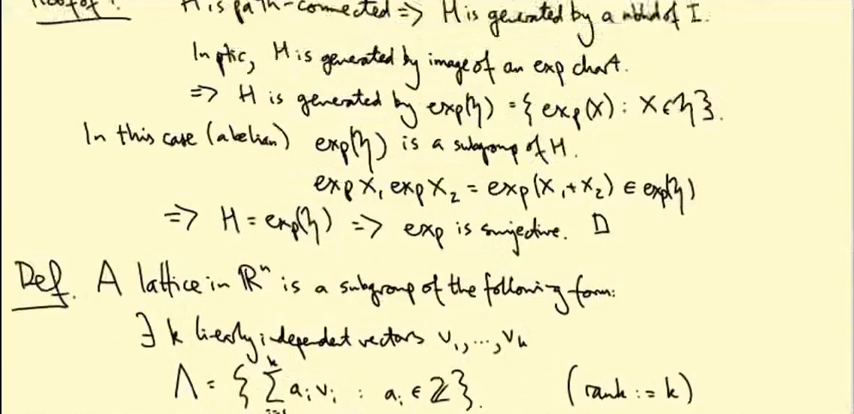 H is path-connected => H is generated by a nbhd of I.
In ptic, H is generated by image of an exp chart.
=> H is generated by exp(η) = { exp(X) : X ∈ η }.
In this case (abelian) exp(η) is a subgroup of H.
exp X₁ exp X₂ = exp(X₁+X₂) ∈ exp(η)
=> H = exp(η) => exp is surjective. □
Def. A lattice in ℝⁿ is a subgroup of the following form:
∃ k linearly independent vectors v₁, ..., vₖ
Λ = { Σ aᵢvᵢ : aᵢ ∈ ℤ }. (rank := k)